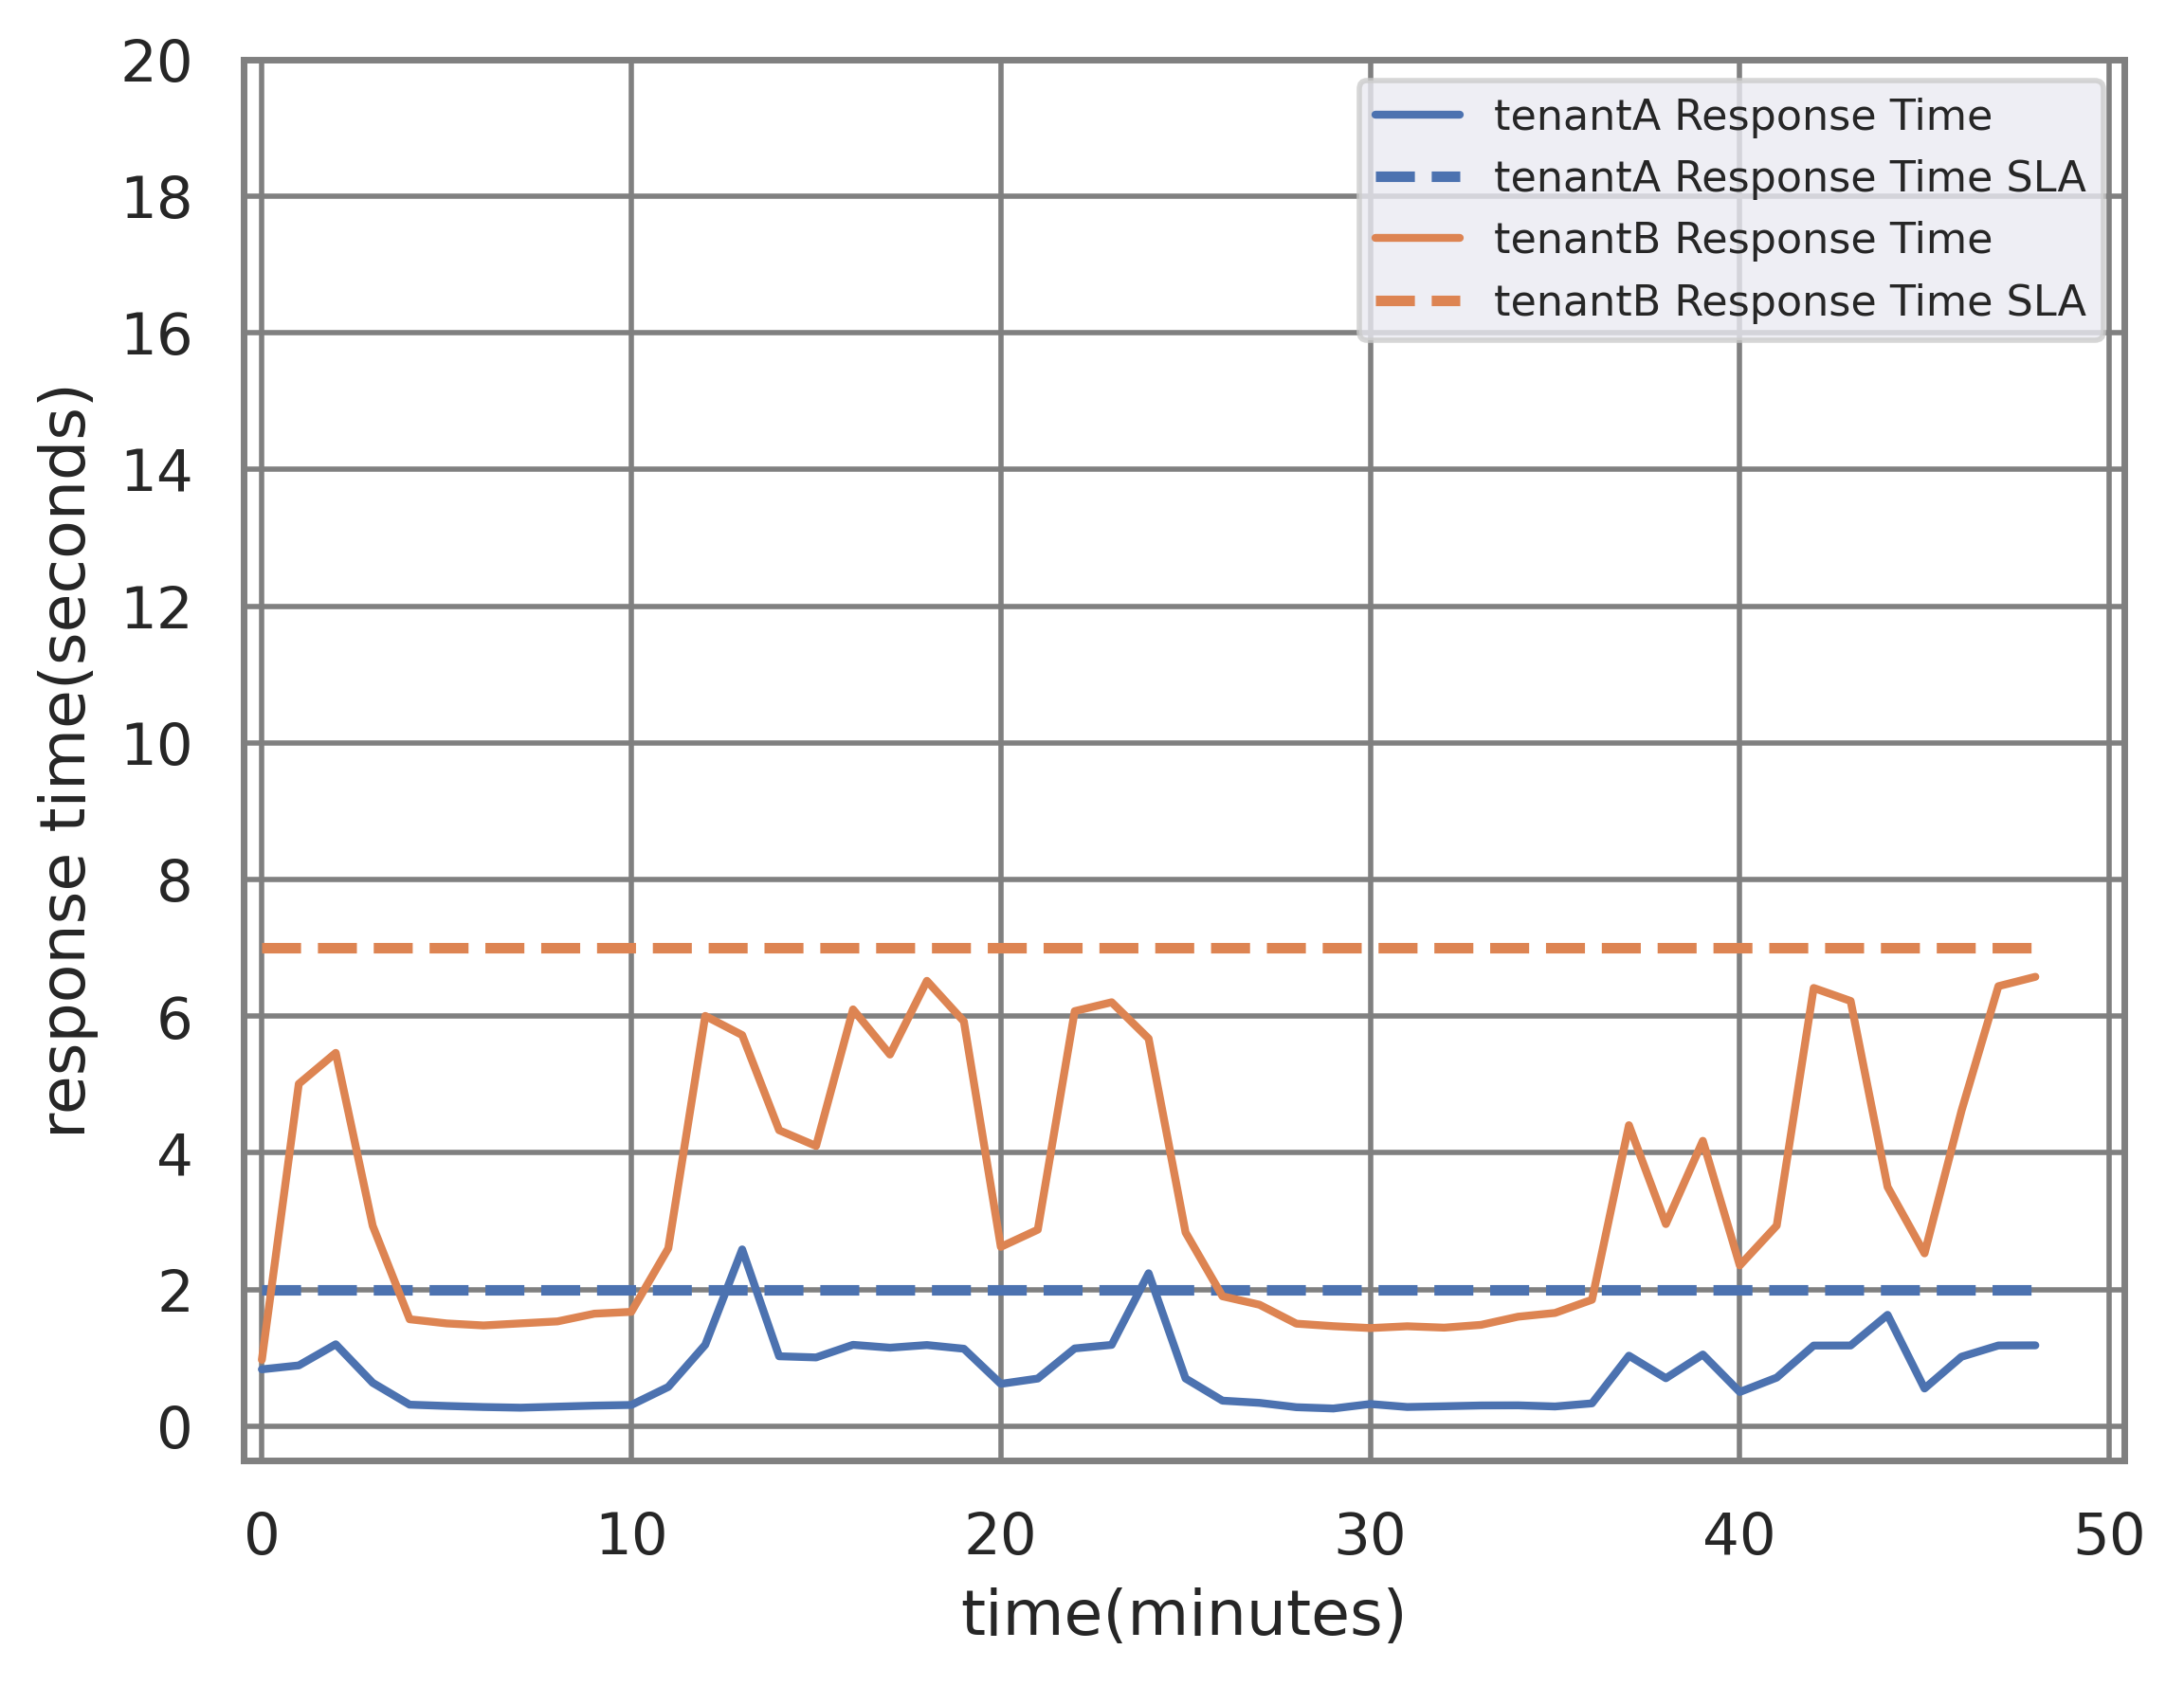 20
18
16
14
12
10
8
6
4
2
0
response time(seconds)
tenantA Response Time
tenantA Response Time SLA
tenantB Response Time
tenantB Response Time SLA
0 10 20 30 40 50
time(minutes)